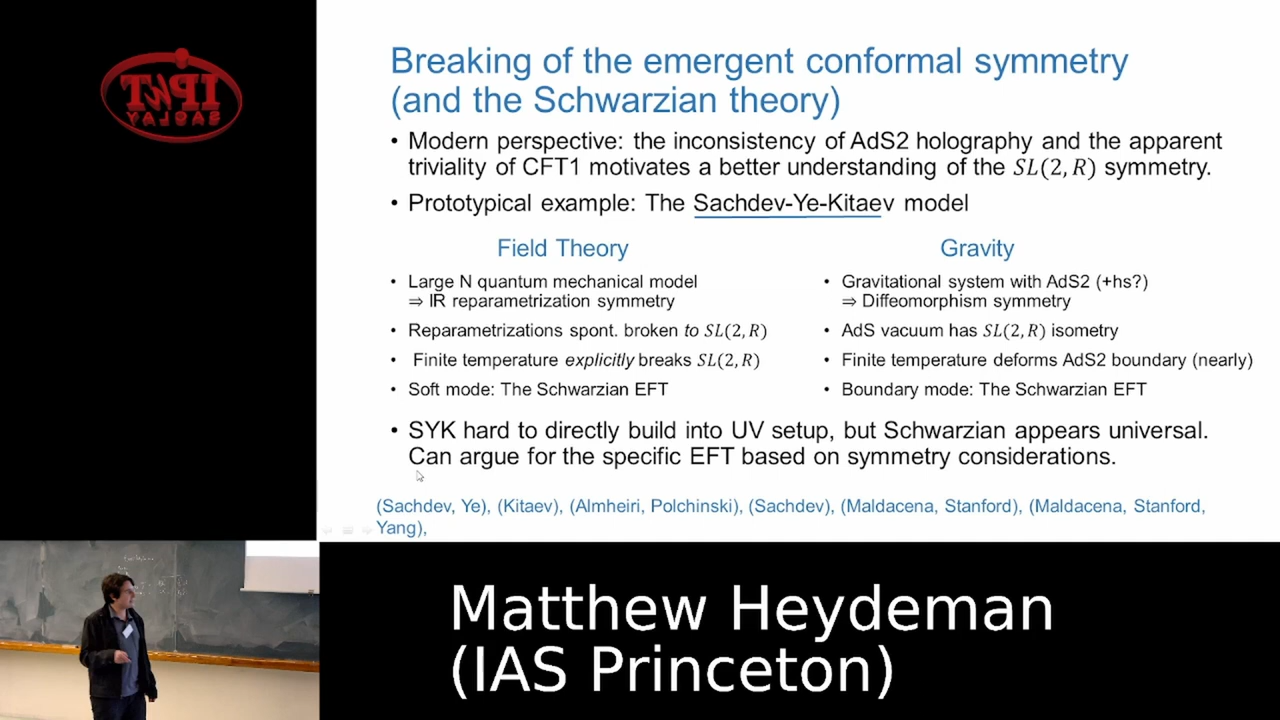 IPhT
SACLAY
Breaking of the emergent conformal symmetry
(and the Schwarzian theory)
• Modern perspective: the inconsistency of AdS2 holography and the apparent
triviality of CFT1 motivates a better understanding of the SL(2, R) symmetry.
• Prototypical example: The Sachdev-Ye-Kitaev model
Field Theory
• Large N quantum mechanical model
⇒ IR reparametrization symmetry
• Reparametrizations spont. broken to SL(2, R)
• Finite temperature explicitly breaks SL(2, R)
• Soft mode: The Schwarzian EFT
Gravity
• Gravitational system with AdS2 (+hs?)
⇒ Diffeomorphism symmetry
• AdS vacuum has SL(2, R) isometry
• Finite temperature deforms AdS2 boundary (nearly)
• Boundary mode: The Schwarzian EFT
• SYK hard to directly build into UV setup, but Schwarzian appears universal.
Can argue for the specific EFT based on symmetry considerations.
(Sachdev, Ye), (Kitaev), (Almheiri, Polchinski), (Sachdev), (Maldacena, Stanford), (Maldacena, Stanford,
Yang),
Matthew Heydeman
(IAS Princeton)